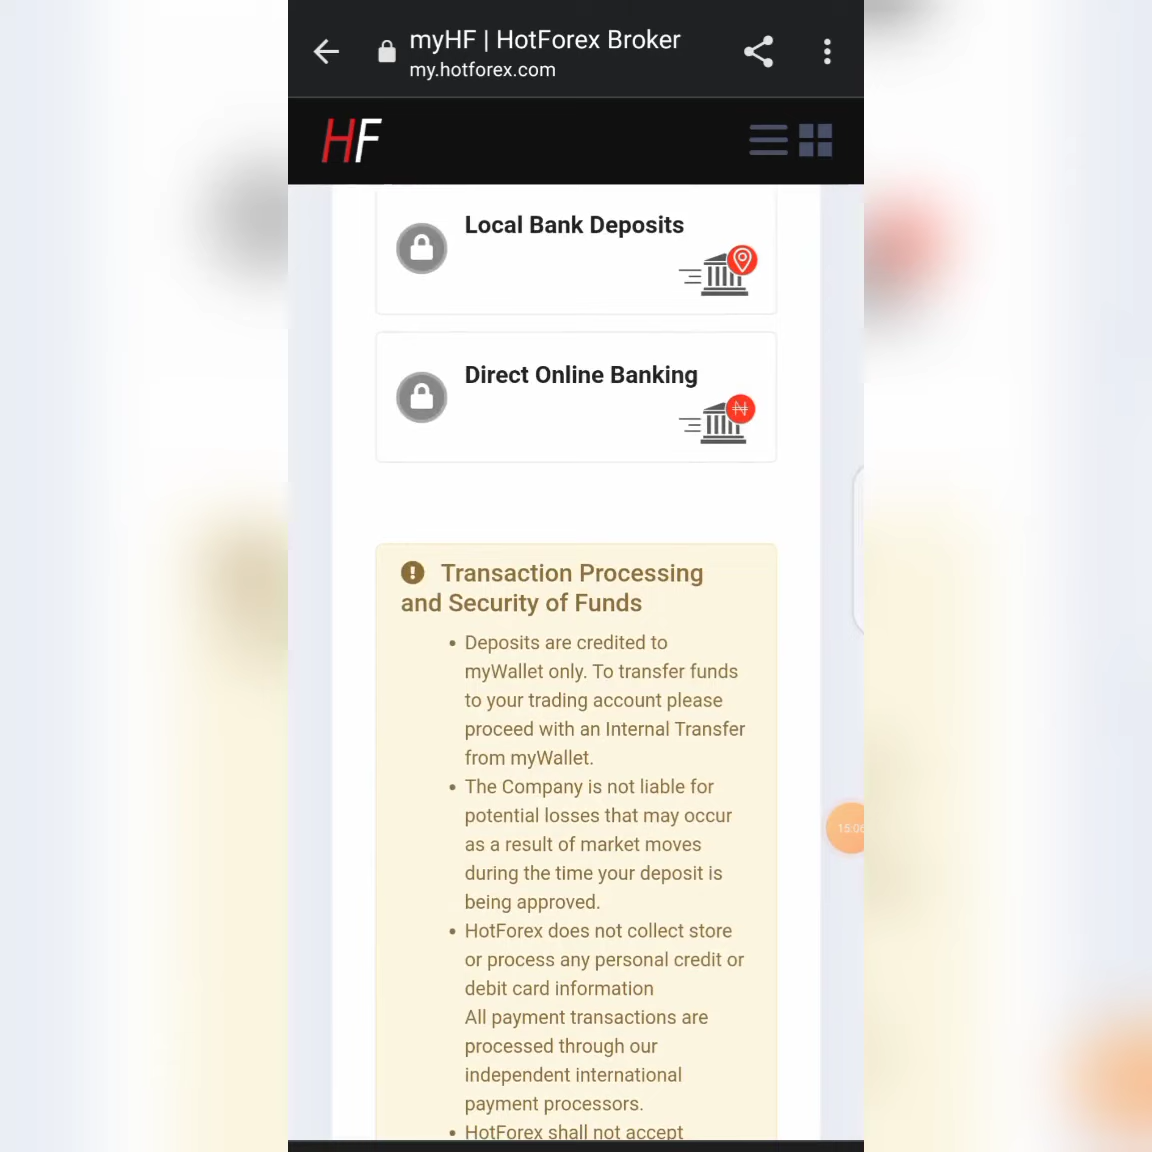 myHF | HotForex Broker
my.hotforex.com
HF
Local Bank Deposits
Direct Online Banking
₦
Transaction Processing
and Security of Funds
• Deposits are credited to
myWallet only. To transfer funds
to your trading account please
proceed with an Internal Transfer
from myWallet.
• The Company is not liable for
potential losses that may occur
as a result of market moves
during the time your deposit is
being approved.
• HotForex does not collect store
or process any personal credit or
debit card information
All payment transactions are
processed through our
independent international
payment processors.
• HotForex shall not accept
15:06